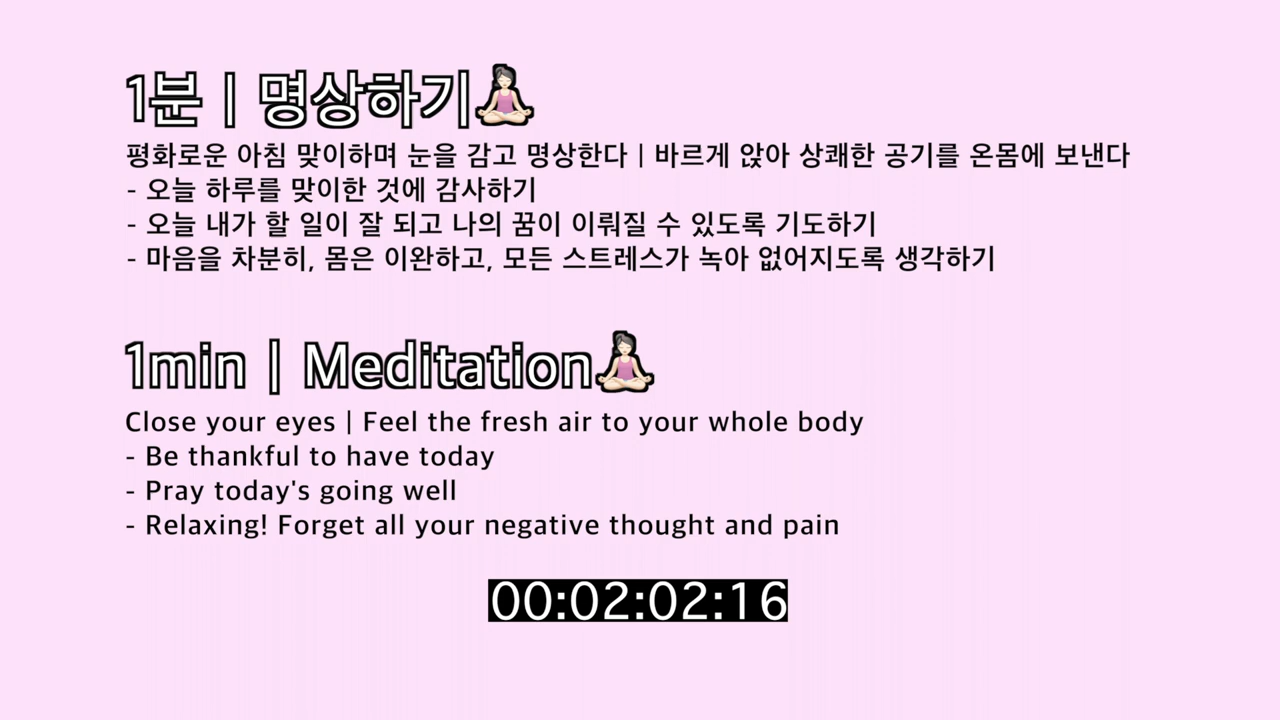 1분 | 명상하기🧘🏻‍♀️
평화로운 아침 맞이하며 눈을 감고 명상한다 | 바르게 앉아 상쾌한 공기를 온몸에 보낸다
- 오늘 하루를 맞이한 것에 감사하기
- 오늘 내가 할 일이 잘 되고 나의 꿈이 이뤄질 수 있도록 기도하기
- 마음을 차분히, 몸은 이완하고, 모든 스트레스가 녹아 없어지도록 생각하기
1min | Meditation🧘🏻‍♀️
Close your eyes | Feel the fresh air to your whole body
- Be thankful to have today
- Pray today's going well
- Relaxing! Forget all your negative thought and pain
00:02:02:16